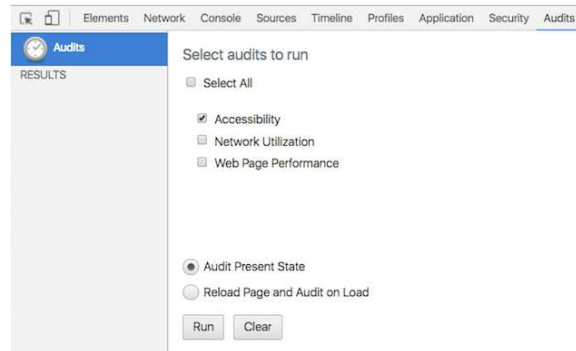 Elements Network Console Sources Timeline Profiles Application Security Audits
Audits
RESULTS
Select audits to run
Select All
Accessibility
Network Utilization
Web Page Performance
Audit Present State
Reload Page and Audit on Load
Run Clear